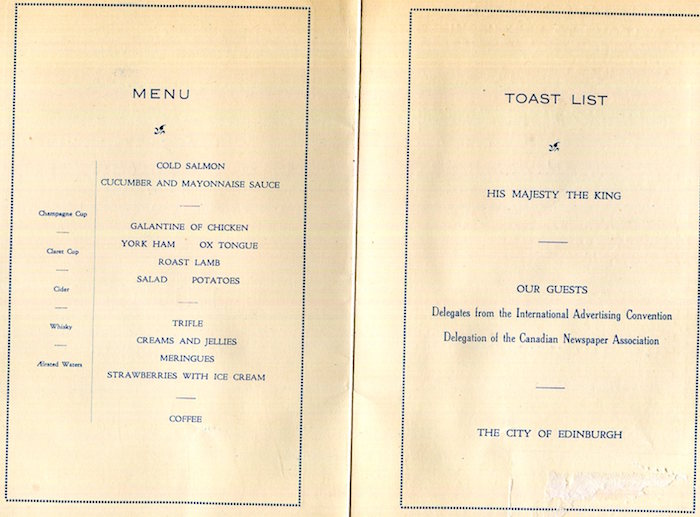 MENU
COLD SALMON
CUCUMBER AND MAYONNAISE SAUCE
GALANTINE OF CHICKEN
YORK HAM OX TONGUE
ROAST LAMB
SALAD POTATOES
TRIFLE
CREAMS AND JELLIES
MERINGUES
STRAWBERRIES WITH ICE CREAM
COFFEE
Champagne Cup
Claret Cup
Cider
Whisky
Æreated Waters
TOAST LIST
HIS MAJESTY THE KING
OUR GUESTS
Delegates from the International Advertising Convention
Delegation of the Canadian Newspaper Association
THE CITY OF EDINBURGH